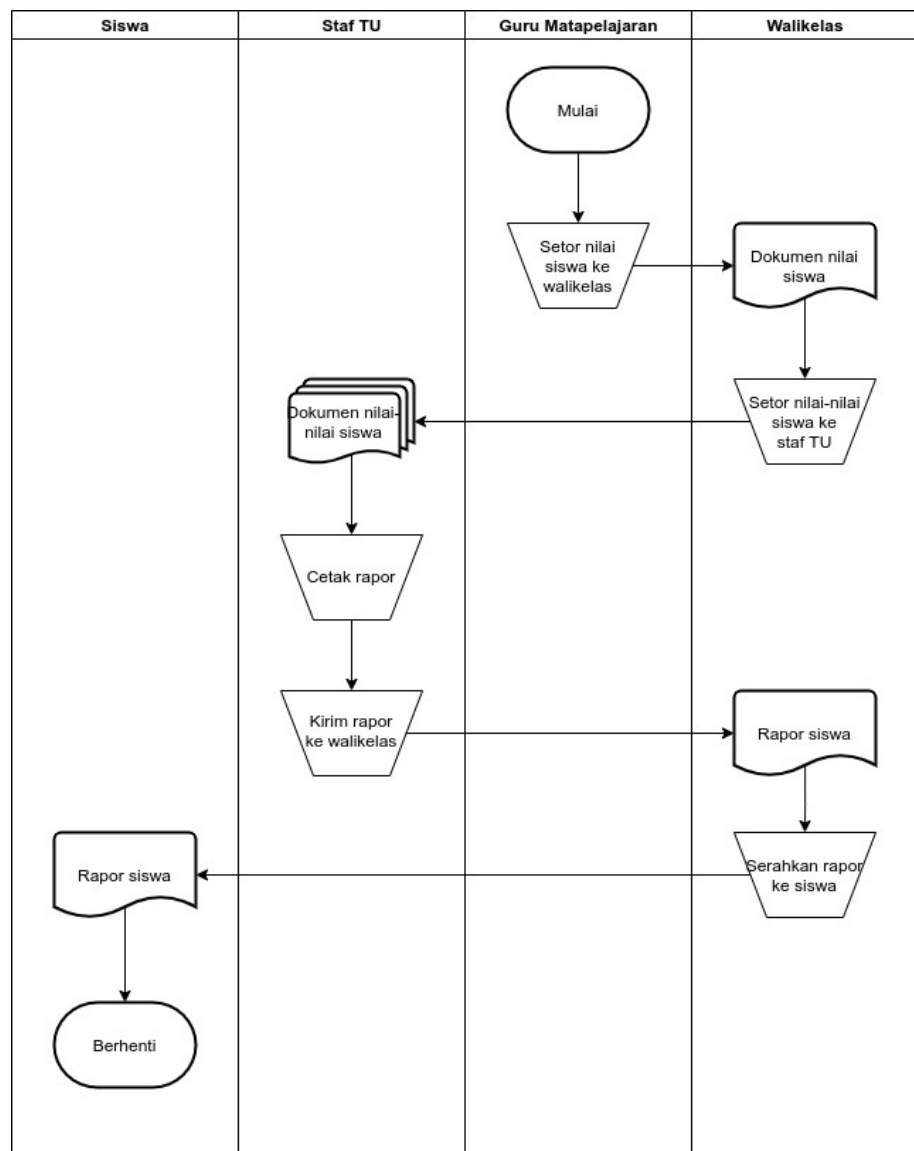 Siswa
Staf TU
Guru Matapelajaran
Walikelas
Mulai
Setor nilai
siswa ke
walikelas
Dokumen nilai
siswa
Setor nilai-nilai
siswa ke
staf TU
Dokumen nilai-
nilai siswa
Cetak rapor
Kirim rapor
ke walikelas
Rapor siswa
Serahkan rapor
ke siswa
Rapor siswa
Berhenti